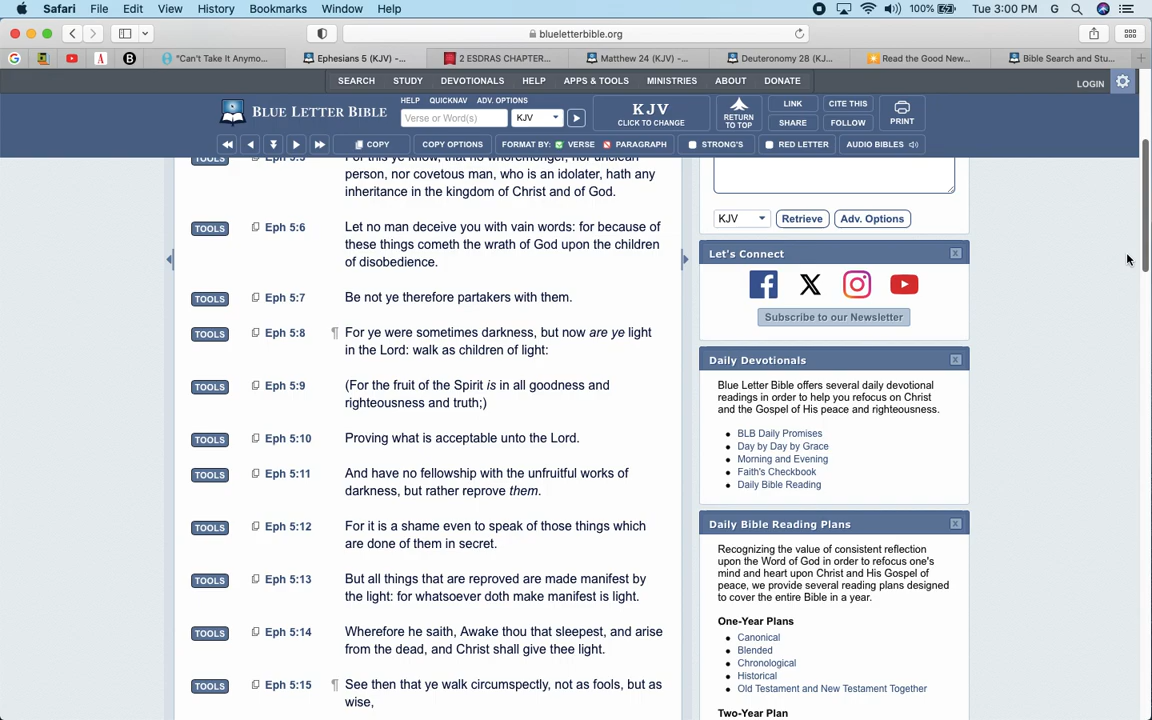 Safari File Edit View History Bookmarks Window Help 100% Tue 3:00 PM G
blueletterbible.org
"Can't Take It Anymo... Ephesians 5 (KJV) -... 2 ESDRAS CHAPTER... Matthew 24 (KJV) -... Deuteronomy 28 (KJ... Read the Good New... Bible Search and Stu...
SEARCH STUDY DEVOTIONALS HELP APPS & TOOLS MINISTRIES ABOUT DONATE LOGIN
HELP QUICKNAV ADV. OPTIONS
BLUE LETTER BIBLE Verse or Word(s) KJV
KJV
CLICK TO CHANGE
RETURN
TO TOP
LINK CITE THIS
SHARE FOLLOW
PRINT
COPY COPY OPTIONS FORMAT BY: VERSE PARAGRAPH STRONG'S RED LETTER AUDIO BIBLES
TOOLS Eph 5:5 For this ye know, that no whoremonger, nor unclean
person, nor covetous man, who is an idolater, hath any
inheritance in the kingdom of Christ and of God.
TOOLS Eph 5:6 Let no man deceive you with vain words: for because of
these things cometh the wrath of God upon the children
of disobedience.
TOOLS Eph 5:7 Be not ye therefore partakers with them.
TOOLS Eph 5:8 ¶ For ye were sometimes darkness, but now are ye light
in the Lord: walk as children of light:
TOOLS Eph 5:9 (For the fruit of the Spirit is in all goodness and
righteousness and truth;)
TOOLS Eph 5:10 Proving what is acceptable unto the Lord.
TOOLS Eph 5:11 And have no fellowship with the unfruitful works of
darkness, but rather reprove them.
TOOLS Eph 5:12 For it is a shame even to speak of those things which
are done of them in secret.
TOOLS Eph 5:13 But all things that are reproved are made manifest by
the light: for whatsoever doth make manifest is light.
TOOLS Eph 5:14 Wherefore he saith, Awake thou that sleepest, and arise
from the dead, and Christ shall give thee light.
TOOLS Eph 5:15 ¶ See then that ye walk circumspectly, not as fools, but as
wise,
KJV Retrieve Adv. Options
Let's Connect
Subscribe to our Newsletter
Daily Devotionals
Blue Letter Bible offers several daily devotional
readings in order to help you refocus on Christ
and the Gospel of His peace and righteousness.
BLB Daily Promises
Day by Day by Grace
Morning and Evening
Faith's Checkbook
Daily Bible Reading
Daily Bible Reading Plans
Recognizing the value of consistent reflection
upon the Word of God in order to refocus one's
mind and heart upon Christ and His Gospel of
peace, we provide several reading plans designed
to cover the entire Bible in a year.
One-Year Plans
Canonical
Blended
Chronological
Historical
Old Testament and New Testament Together
Two-Year Plan